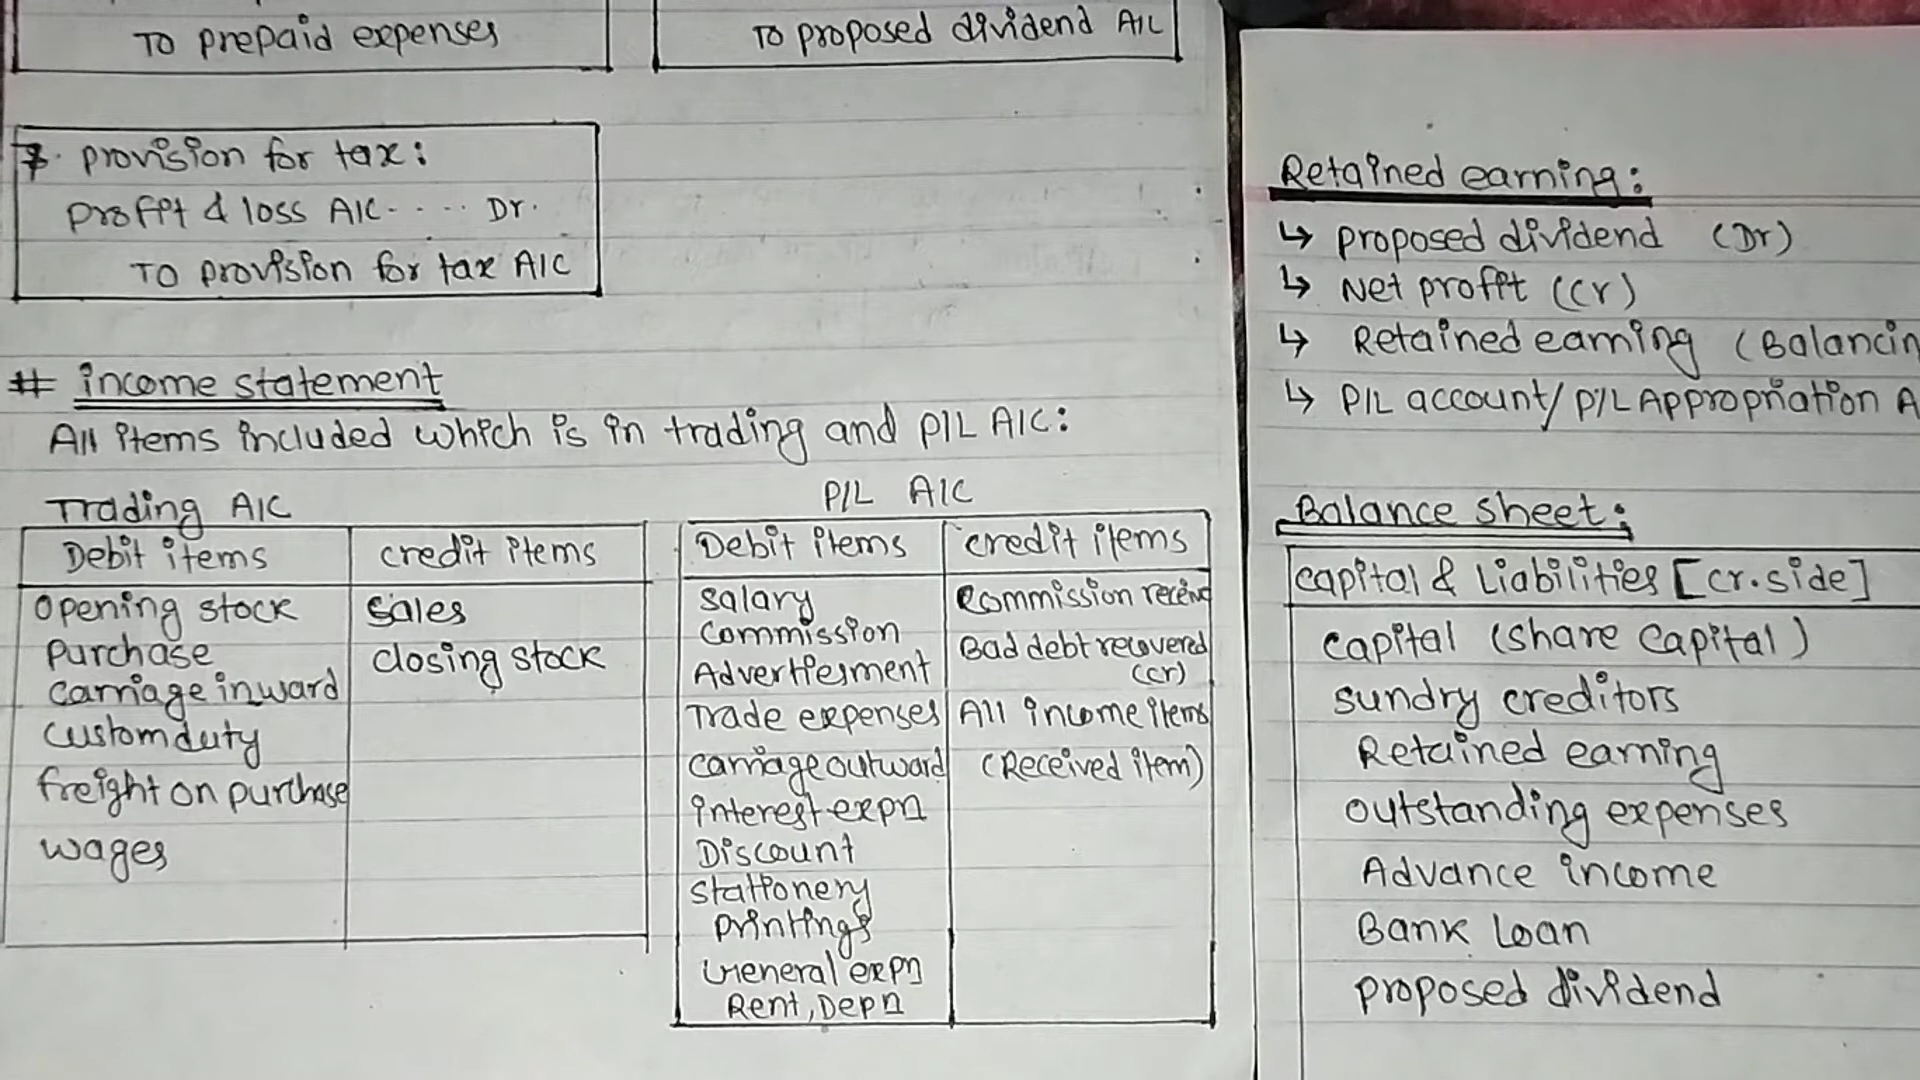 To prepaid expenses
To proposed dividend A/C
7. provision for tax:
profit & loss A/C..... Dr.
To provision for tax A/C
# income statement
All items included which is in trading and P/L A/C:
Trading A/C
Debit items
credit items
opening stock
sales
purchase
closing stock
carriage inward
custom duty
freight on purchase
wages
P/L A/C
Debit items
credit items
salary
commission
Advertiesment
Trade expenses
carriage outward
interest expn
Discount
stationery
printings
General expn
Rent, Depn
Bad debt recovered
(cr)
All income items
(Received item)
Retained earning:
↳ proposed dividend (Dr)
↳ Net profit (cr)
↳ Retained earning (Balancin
↳ P/L account/P/L Appropriation A
Balance sheet:
capital & Liabilities [cr.side]
capital (share capital)
sundry creditors
Retained earning
outstanding expenses
Advance income
Bank Loan
proposed dividend